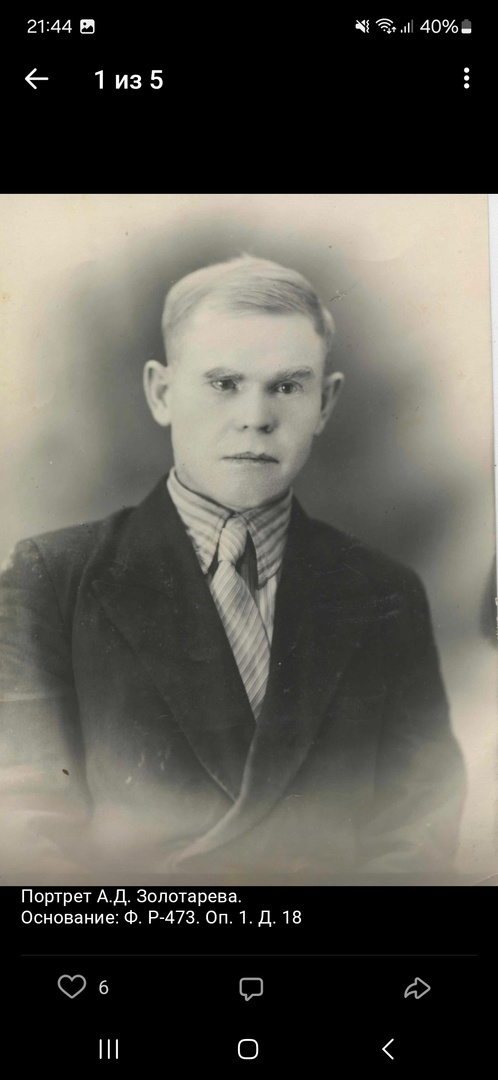 21:44 40%
1 из 5
Портрет А.Д. Золотарева.
Основание: Ф. Р-473. Оп. 1. Д. 18
6